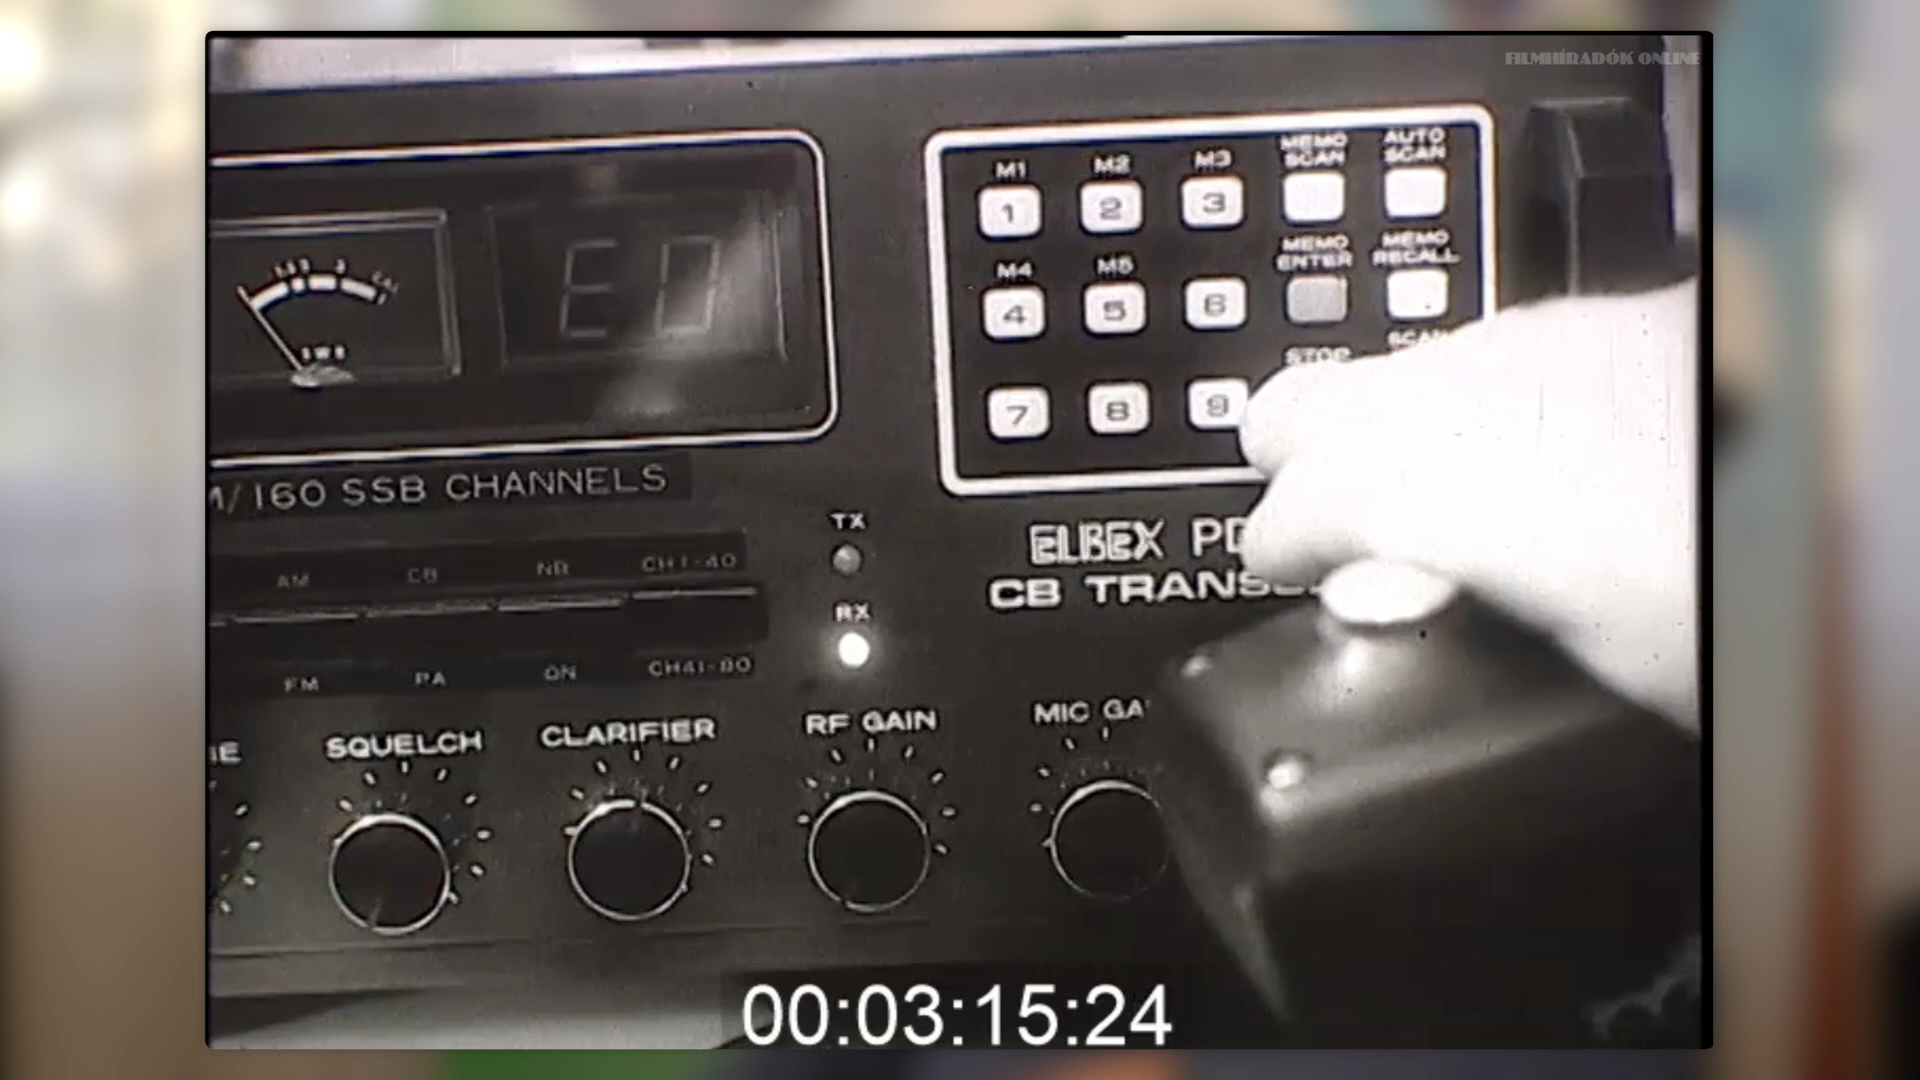 FILMHÍRADÓK ONLINE
M1 M2 M3 MEMO SCAN AUTO SCAN
1 2 3
M4 M5 MEMO ENTER MEMO RECALL
4 5 6
STOP
7 8 9
E0
SWR
/160 SSB CHANNELS
TX
AM CB NB CH1-40
ELBEX
CB
RX
FM PA ON CH41-80
SQUELCH CLARIFIER RF GAIN MIC
00:03:15:24